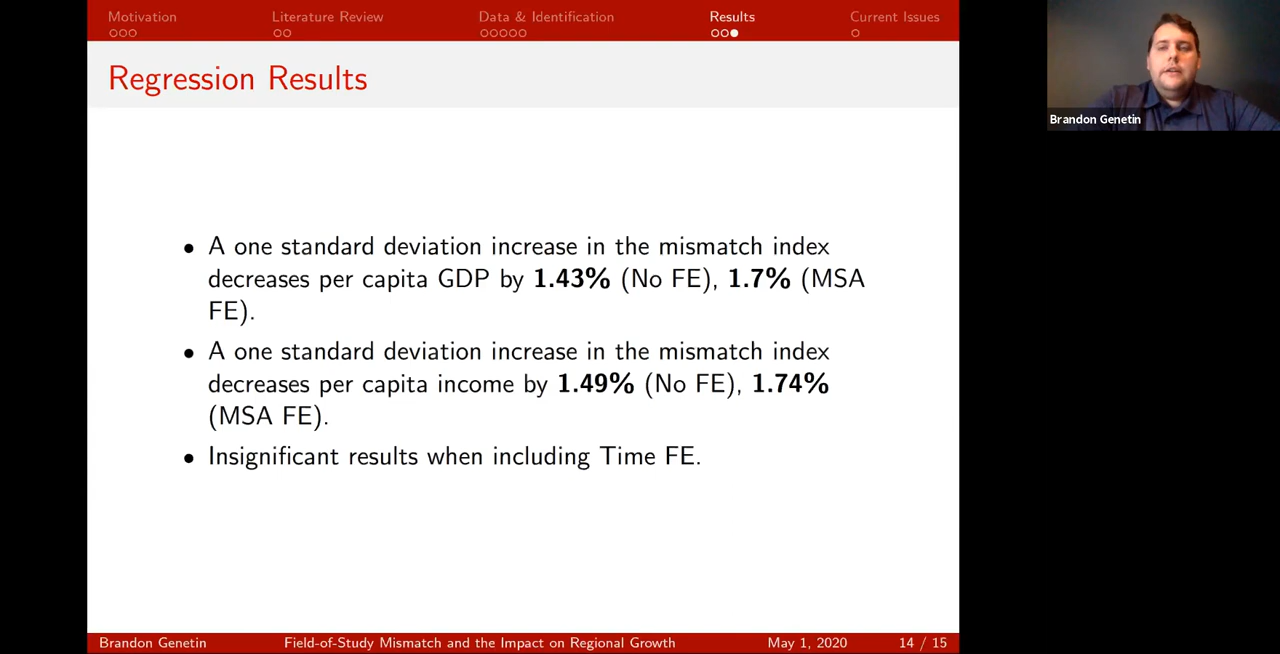 Motivation
Literature Review
Data & Identification
Results
Current Issues
Brandon Genetin
Regression Results
• A one standard deviation increase in the mismatch index
decreases per capita GDP by 1.43% (No FE), 1.7% (MSA
FE).
• A one standard deviation increase in the mismatch index
decreases per capita income by 1.49% (No FE), 1.74%
(MSA FE).
• Insignificant results when including Time FE.
Brandon Genetin
Field-of-Study Mismatch and the Impact on Regional Growth
May 1, 2020
14 / 15